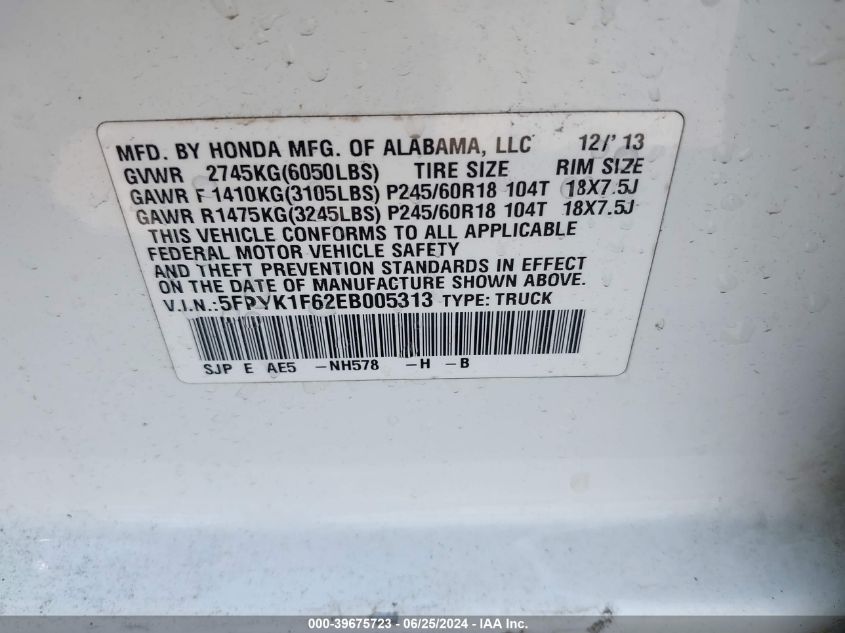 MFD. BY HONDA MFG. OF ALABAMA, LLC 12/' 13
GVWR 2745KG(6050LBS) TIRE SIZE RIM SIZE
GAWR F 1410KG(3105LBS) P245/60R18 104T 18X7.5J
GAWR R1475KG(3245LBS) P245/60R18 104T 18X7.5J
THIS VEHICLE CONFORMS TO ALL APPLICABLE
FEDERAL MOTOR VEHICLE SAFETY
AND THEFT PREVENTION STANDARDS IN EFFECT
ON THE DATE OF MANUFACTURE SHOWN ABOVE.
V.I.N.:5FPYK1F62EB005313 TYPE: TRUCK
SJP E AE5 -NH578 -H -B
000-39675723 - 06/25/2024 - IAA Inc.